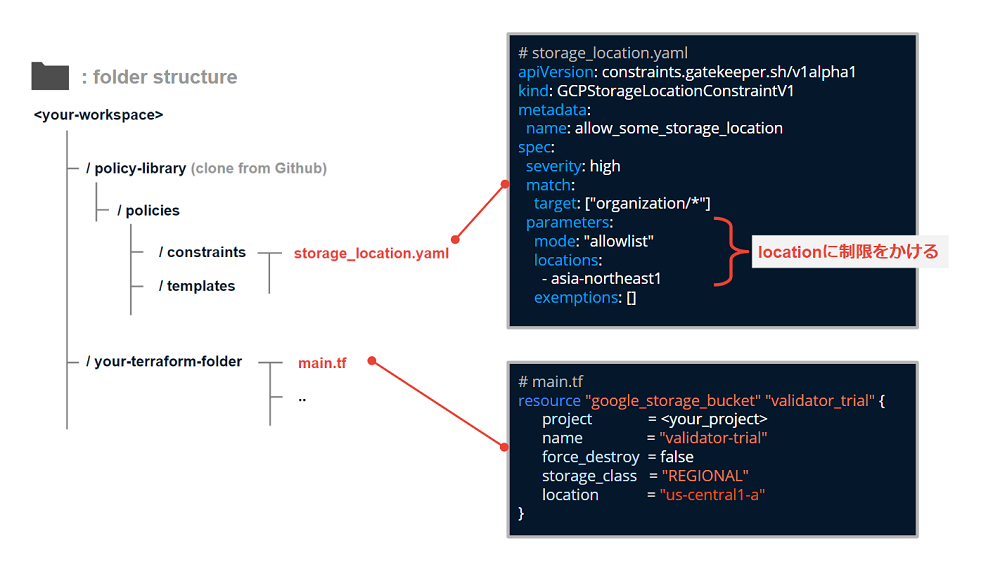 : folder structure
<your-workspace>
/ policy-library (clone from Github)
/ policies
/ constraints
storage_location.yaml
/ templates
/ your-terraform-folder
main.tf
..
# storage_location.yaml
apiVersion: constraints.gatekeeper.sh/v1alpha1
kind: GCPStorageLocationConstraintV1
metadata:
name: allow_some_storage_location
spec:
severity: high
match:
target: ["organization/*"]
parameters:
mode: "allowlist"
locations:
- asia-northeast1
exemptions: []
locationに制限をかける
# main.tf
resource "google_storage_bucket" "validator_trial" {
project = <your_project>
name = "validator-trial"
force_destroy = false
storage_class = "REGIONAL"
location = "us-central1-a"
}